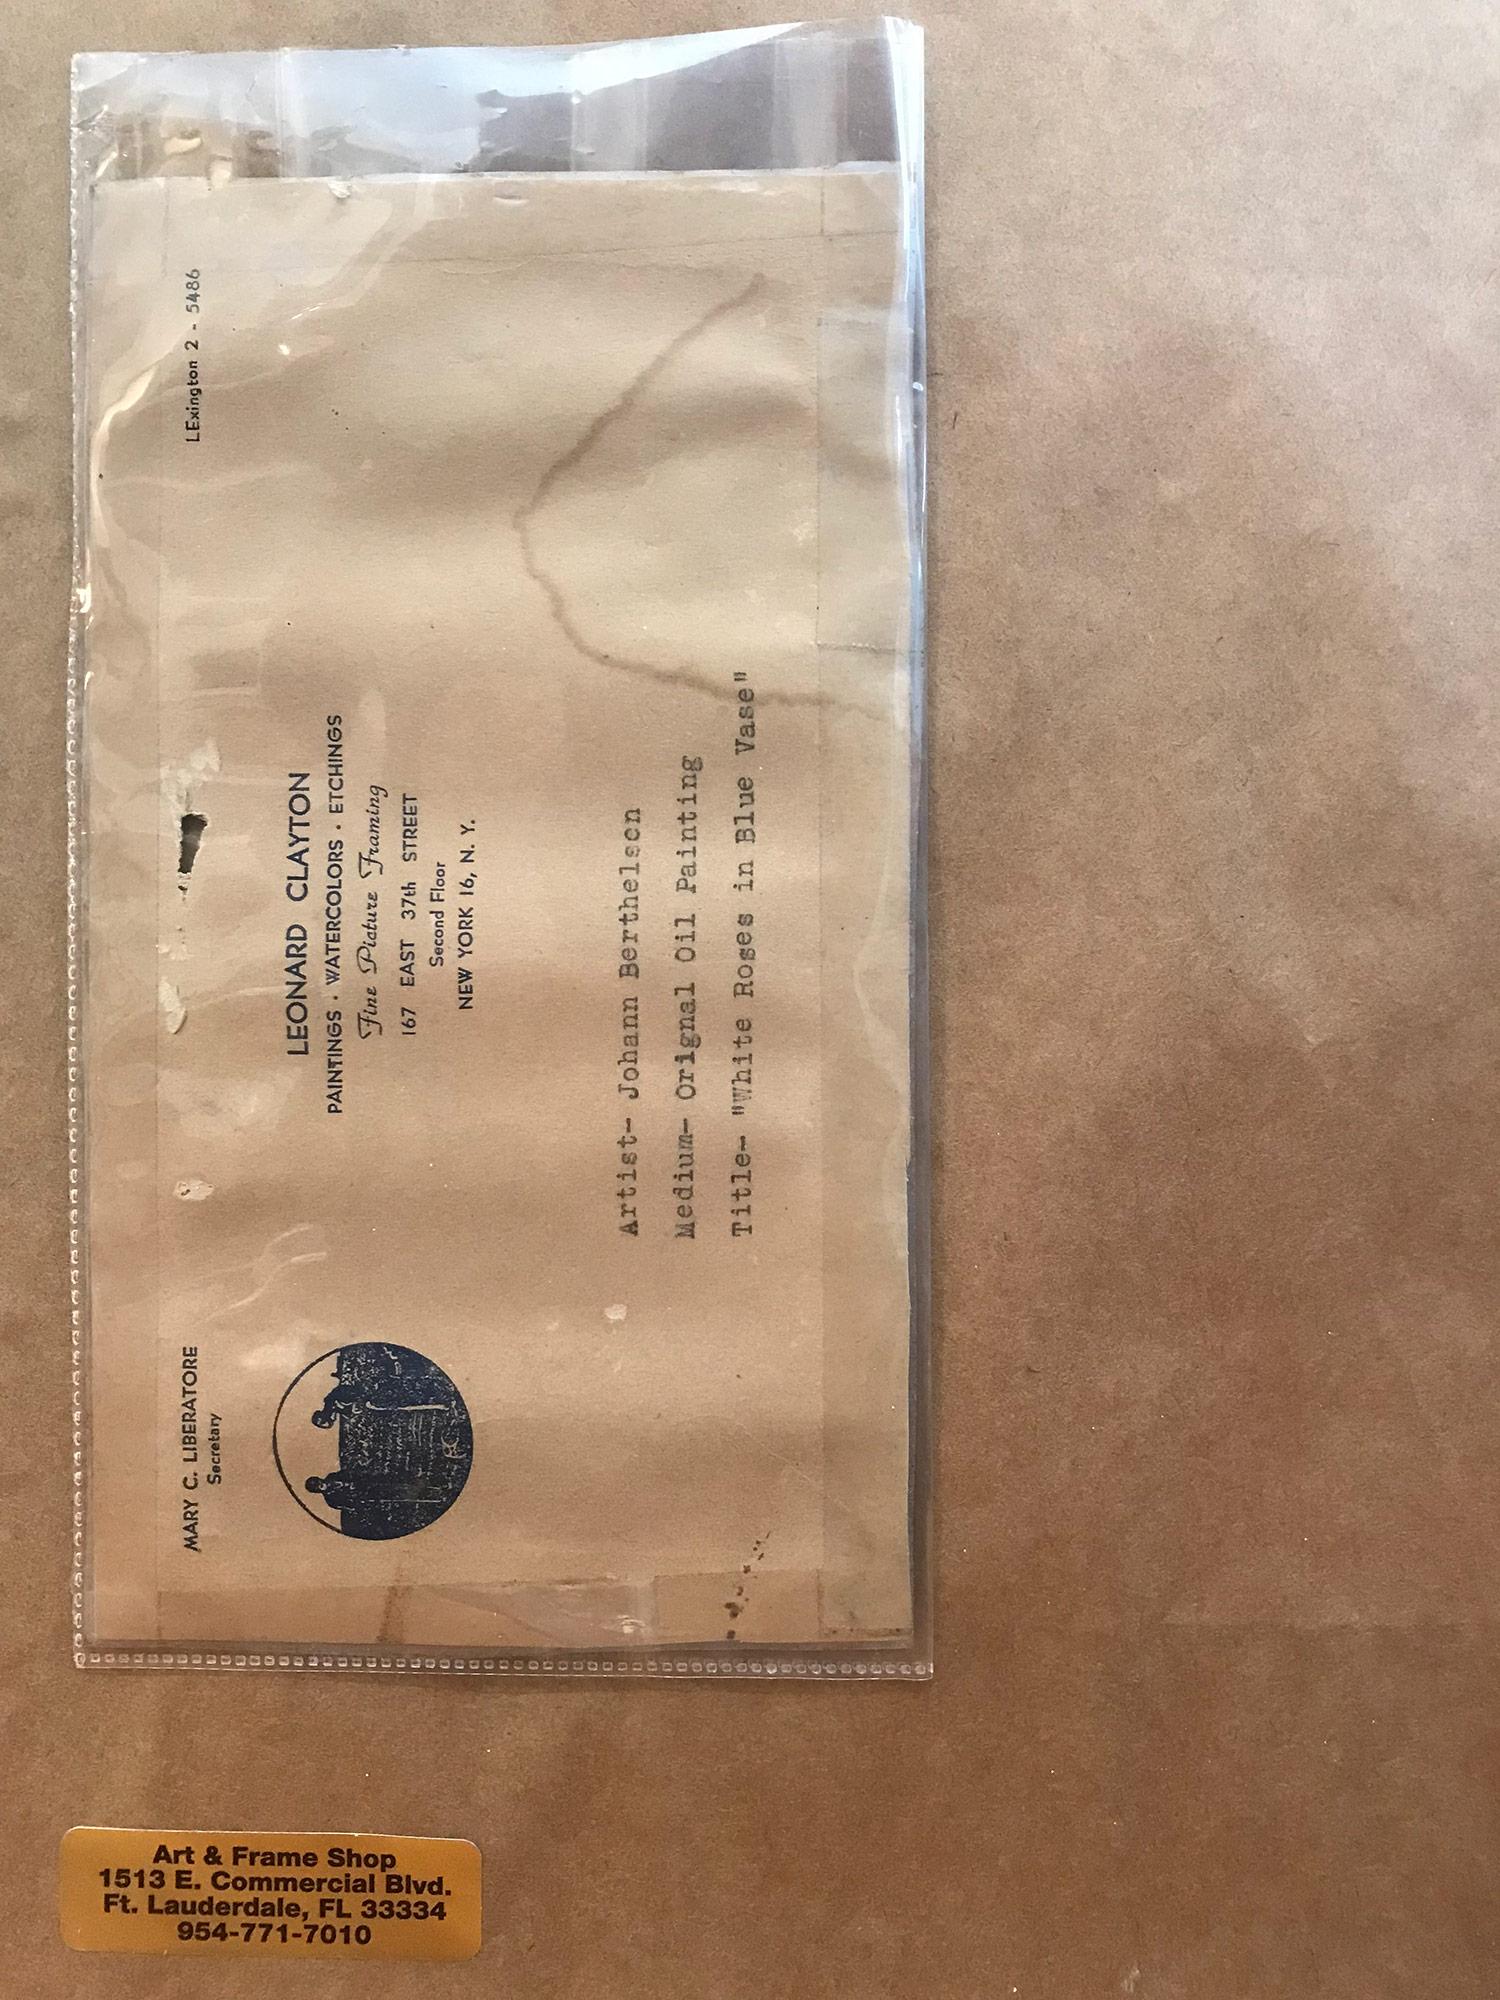 MARY C. LIBERATORE
Secretary
LExington 2 - 5486
LEONARD CLAYTON
PAINTINGS · WATERCOLORS · ETCHINGS
Fine Picture Framing
167 EAST 37th STREET
Second Floor
NEW YORK 16, N. Y.
Artist- Johann Berthelsen
Medium- Orignal Oil Painting
Title- "White Roses in Blue Vase"
Art & Frame Shop
1513 E. Commercial Blvd.
Ft. Lauderdale, FL 33334
954-771-7010